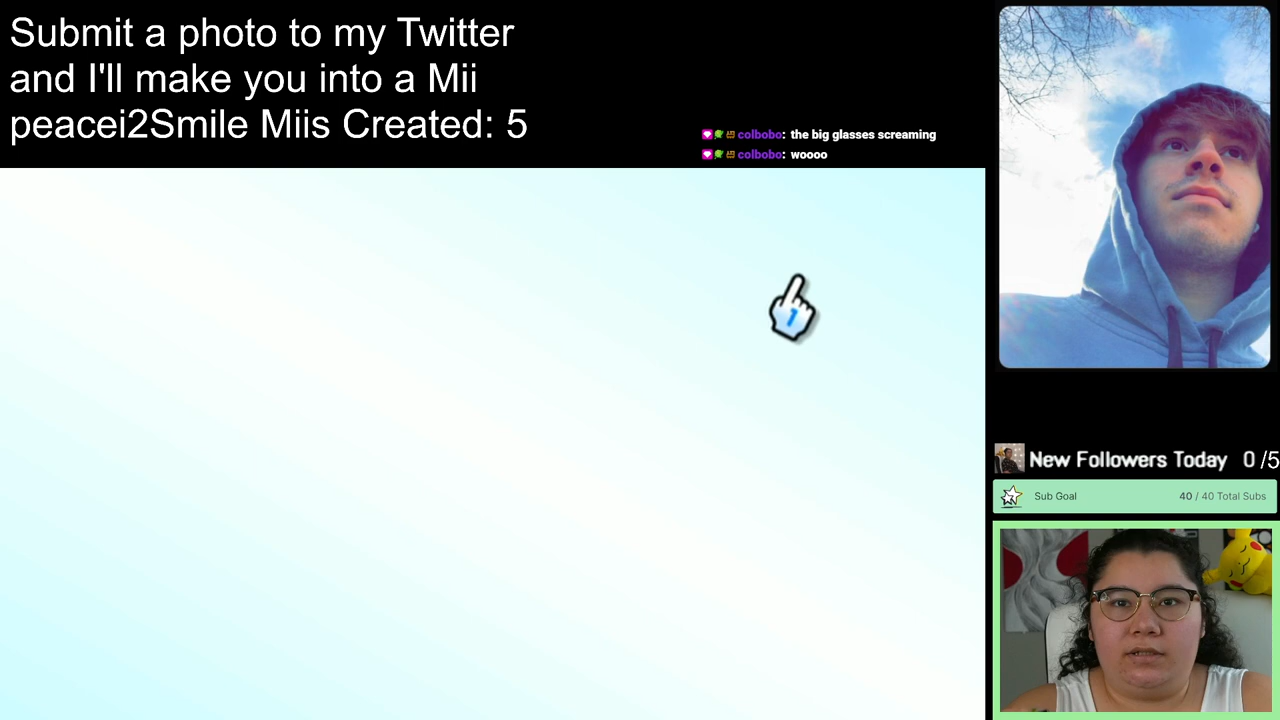 Submit a photo to my Twitter
and I'll make you into a Mii
peacei2Smile Miis Created: 5
colbobo: the big glasses screaming
colbobo: woooo
1
New Followers Today 0 /5
Sub Goal 40 / 40 Total Subs